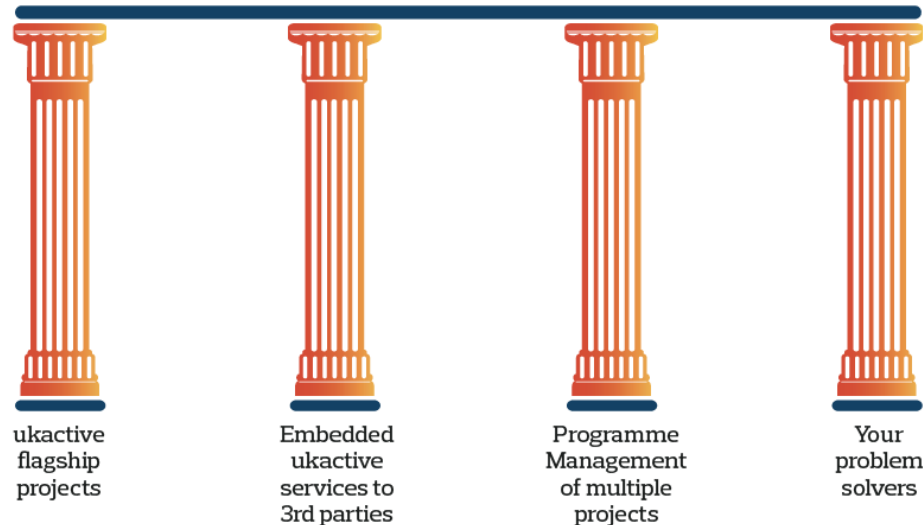 ukactive
flagship
projects
Embedded
ukactive
services to
3rd parties
Programme
Management
of multiple
projects
Your
problem
solvers